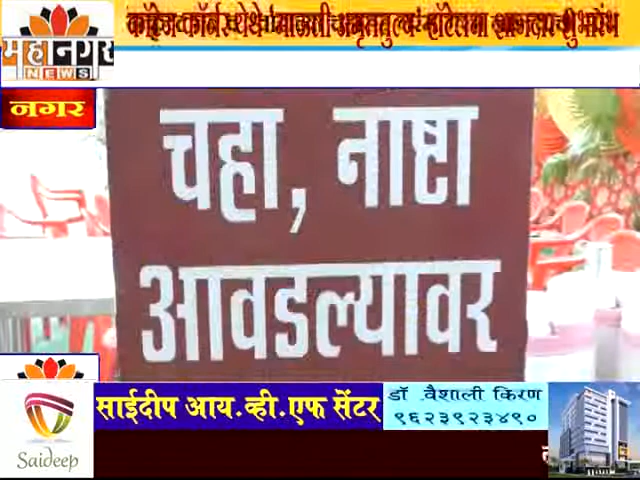 महानगर
NEWS
नगर
चहा, नाष्टा
आवडल्यावर
साईदीप आय.व्ही.एफ सेंटर
डॉ .वैशाली किरण
९६२३९२३४९०
Saideep